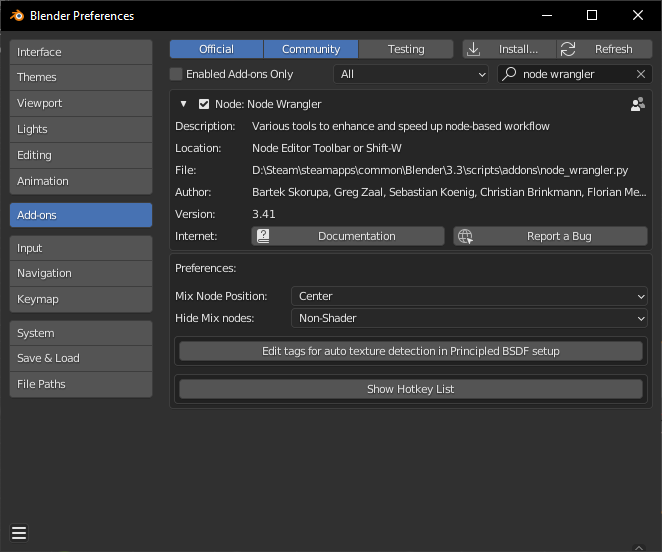 Blender Preferences
Interface
Themes
Viewport
Lights
Editing
Animation
Add-ons
Input
Navigation
Keymap
System
Save & Load
File Paths
Official Community Testing Install... Refresh
Enabled Add-ons Only All node wrangler
Node: Node Wrangler
Description: Various tools to enhance and speed up node-based workflow
Location: Node Editor Toolbar or Shift-W
File: D:\Steam\steamapps\common\Blender\3.3\scripts\addons\node_wrangler.py
Author: Bartek Skorupa, Greg Zaal, Sebastian Koenig, Christian Brinkmann, Florian Me...
Version: 3.41
Internet: Documentation Report a Bug
Preferences:
Mix Node Position: Center
Hide Mix nodes: Non-Shader
Edit tags for auto texture detection in Principled BSDF setup
Show Hotkey List